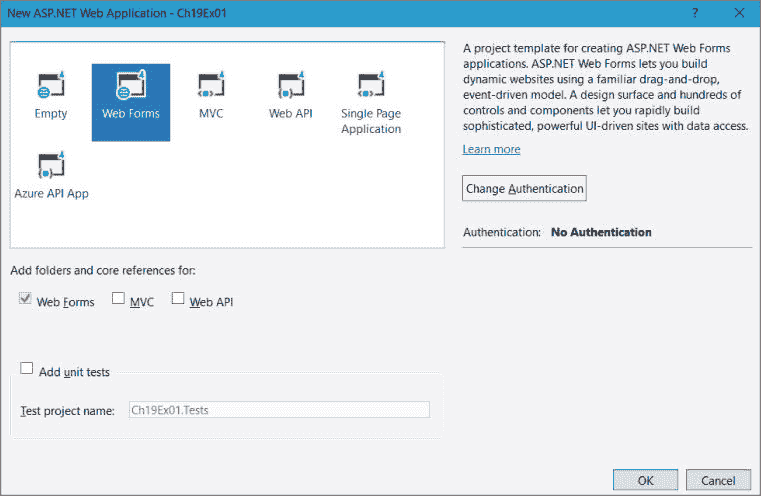 New ASP.NET Web Application - Ch19Ex01
?
Empty
Web Forms
MVC
Web API
Single Page
Application
Azure API App
A project template for creating ASP.NET Web Forms
applications. ASP.NET Web Forms lets you build
dynamic websites using a familiar drag-and-drop,
event-driven model. A design surface and hundreds of
controls and components let you rapidly build
sophisticated, powerful UI-driven sites with data access.
Learn more
Change Authentication
Authentication: No Authentication
Add folders and core references for:
Web Forms MVC Web API
Add unit tests
Test project name: Ch19Ex01.Tests
OK Cancel